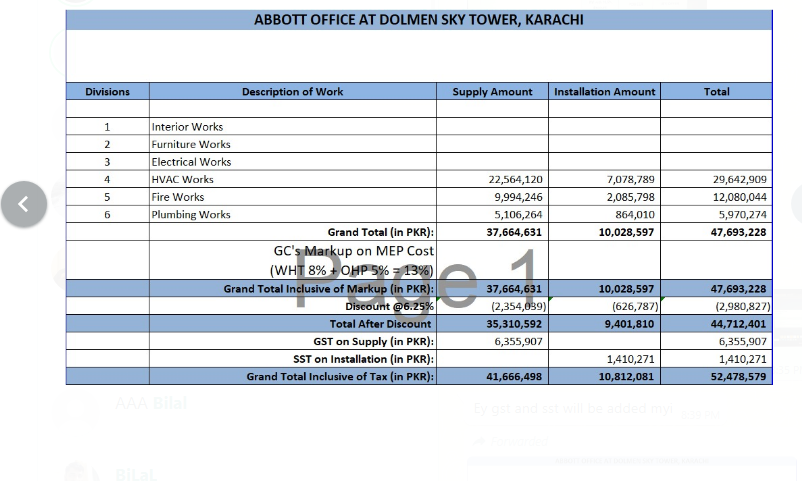 ABBOTT OFFICE AT DOLMEN SKY TOWER, KARACHI
Divisions Description of Work Supply Amount Installation Amount Total
1 Interior Works
2 Furniture Works
3 Electrical Works
4 HVAC Works 22,564,120 7,078,789 29,642,909
5 Fire Works 9,994,246 2,085,798 12,080,044
6 Plumbing Works 5,106,264 864,010 5,970,274
Grand Total (in PKR): 37,664,631 10,028,597 47,693,228
GC's Markup on MEP Cost
(WHT 8% + OHP 5% = 13%)
Page 1
Grand Total Inclusive of Markup (in PKR): 37,664,631 10,028,597 47,693,228
Discount @6.25% (2,354,039) (626,787) (2,980,827)
Total After Discount 35,310,592 9,401,810 44,712,401
GST on Supply (in PKR): 6,355,907 6,355,907
SST on Installation (in PKR): 1,410,271 1,410,271
Grand Total Inclusive of Tax (in PKR): 41,666,498 10,812,081 52,478,579
AAA Bilal
Ey gst and sst will be added
BiLaL